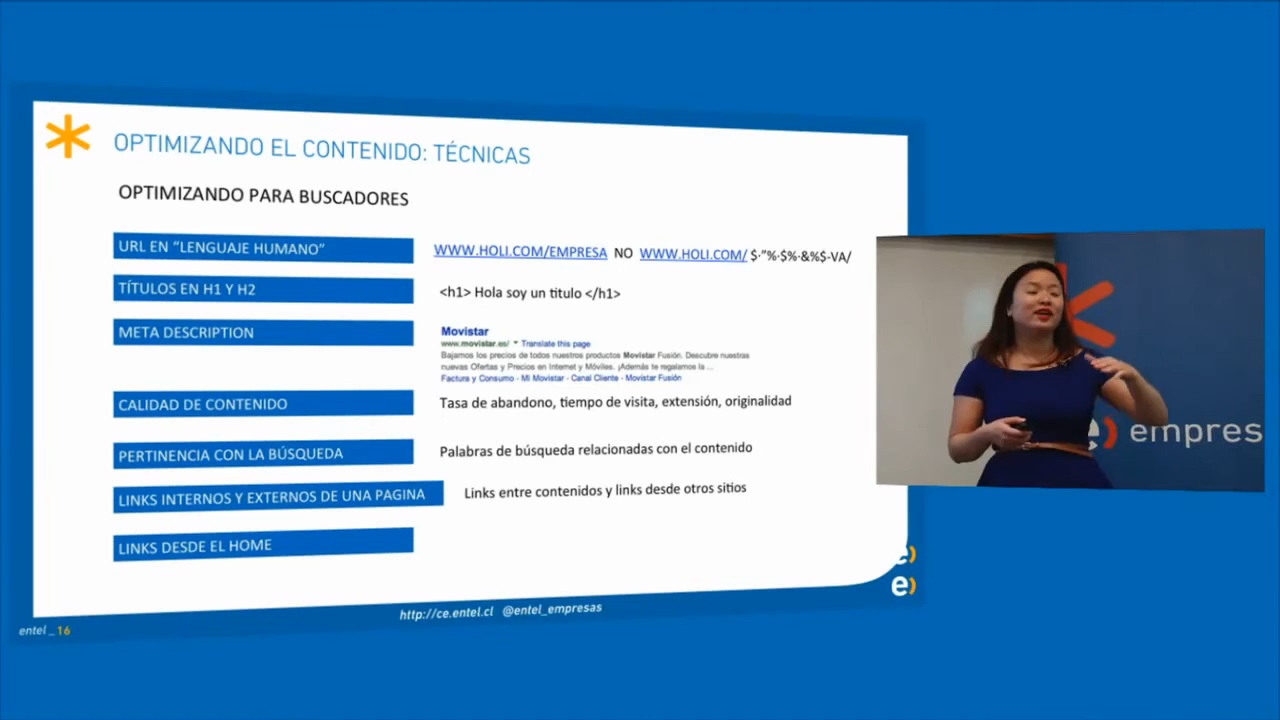 OPTIMIZANDO EL CONTENIDO: TÉCNICAS
OPTIMIZANDO PARA BUSCADORES
URL EN “LENGUAJE HUMANO” WWW.HOLI.COM/EMPRESA NO WWW.HOLI.COM/ $·”%·$%·&%$-VA/
TÍTULOS EN H1 Y H2 <h1> Hola soy un titulo </h1>
META DESCRIPTION
Movistar
www.movistar.es/ Translate this page
Bajamos los precios de todos nuestros productos Movistar Fusión. Descubre nuestras
nuevas Ofertas y Precios en Internet y Móviles. ¡Además te regalamos la ...
Factura y Consumo - Mi Movistar - Canal Cliente - Movistar Fusión
CALIDAD DE CONTENIDO Tasa de abandono, tiempo de visita, extensión, originalidad
PERTINENCIA CON LA BÚSQUEDA Palabras de búsqueda relacionadas con el contenido
LINKS INTERNOS Y EXTERNOS DE UNA PAGINA Links entre contenidos y links desde otros sitios
LINKS DESDE EL HOME
http://ce.entel.cl @entel_empresas
entel _ 16
e)
e)
e) empres